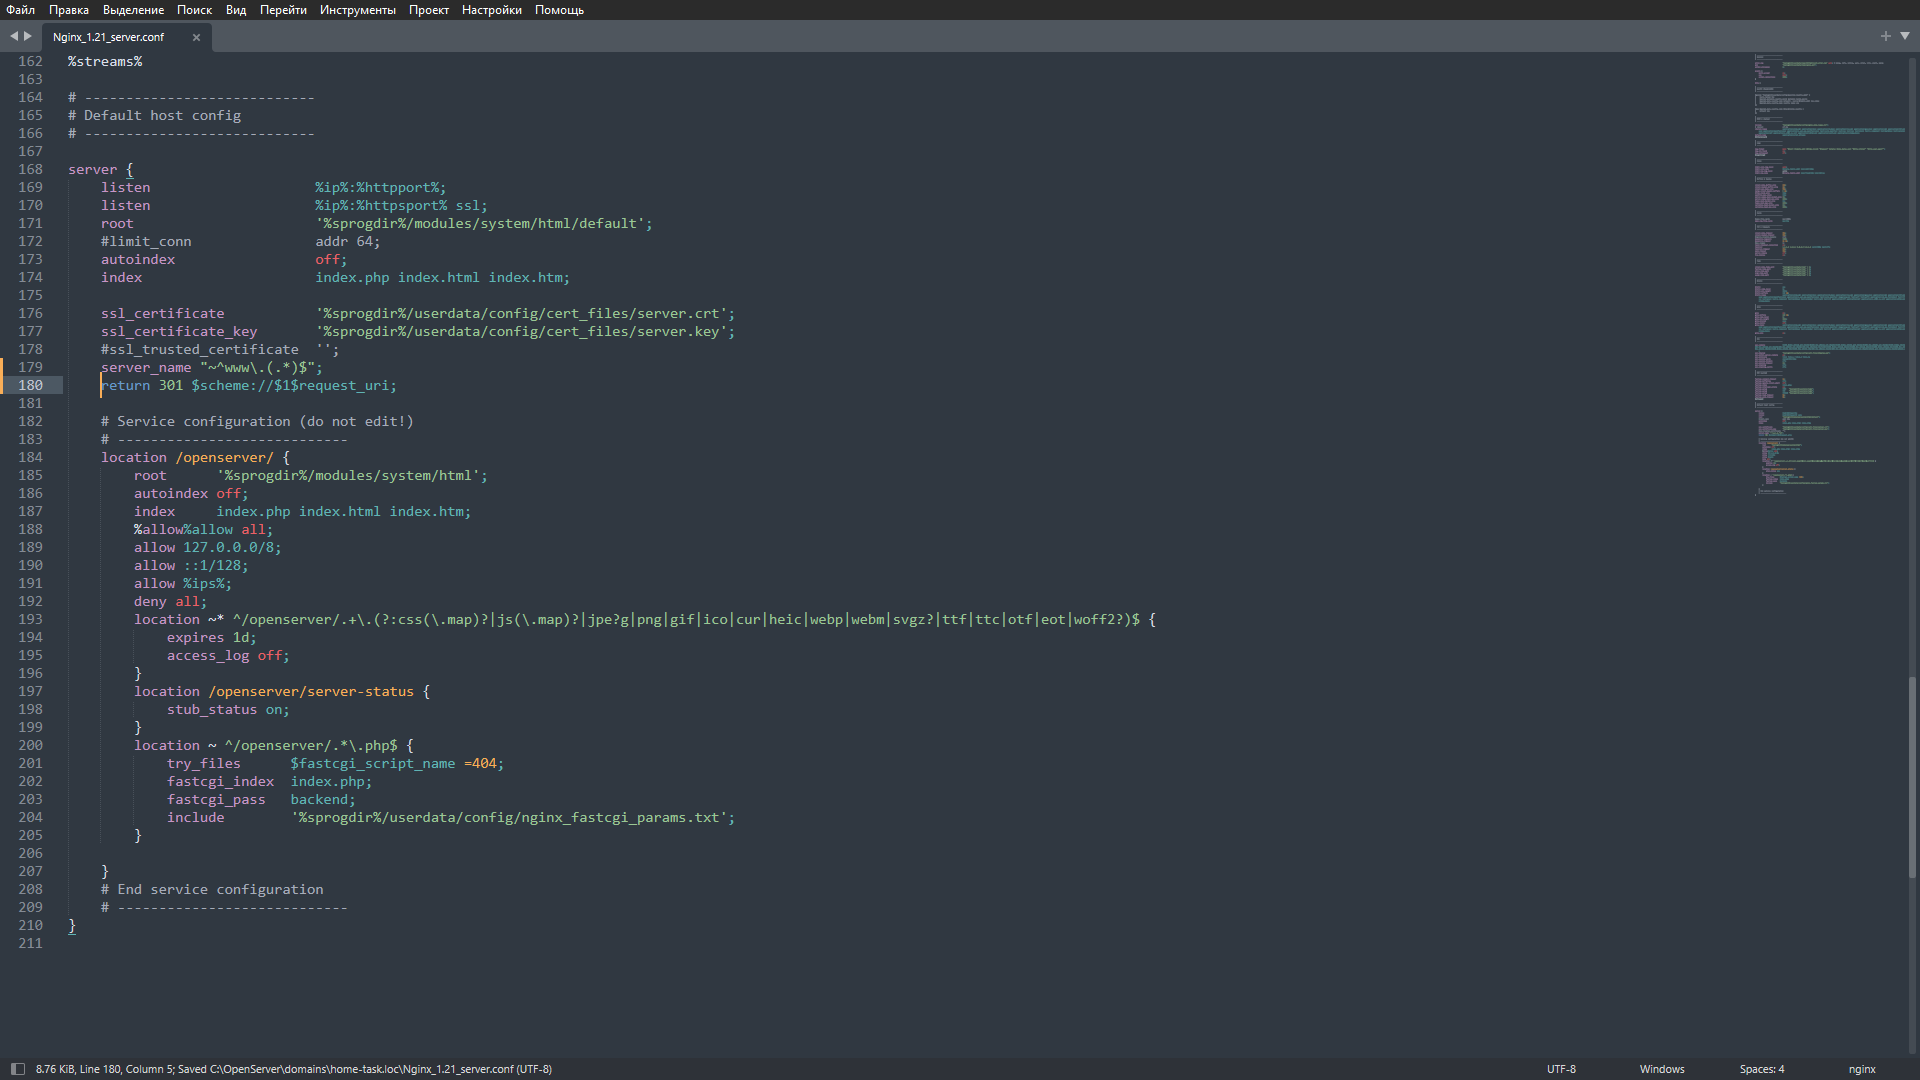 Файл Правка Выделение Поиск Вид Перейти Инструменты Проект Настройки Помощь
Nginx_1.21_server.conf
162 %streams%
163
164 # ----------------------------
165 # Default host config
166 # ----------------------------
167
168 server {
169     listen                    %ip%:%httpport%;
170     listen                    %ip%:%httpsport% ssl;
171     root                      '%sprogdir%/modules/system/html/default';
172     #limit_conn               addr 64;
173     autoindex                 off;
174     index                     index.php index.html index.htm;
175
176     ssl_certificate           '%sprogdir%/userdata/config/cert_files/server.crt';
177     ssl_certificate_key       '%sprogdir%/userdata/config/cert_files/server.key';
178     #ssl_trusted_certificate  '';
179     server_name "~^www\.(.*)$";
180     return 301 $scheme://$1$request_uri;
181
182     # Service configuration (do not edit!)
183     # ----------------------------
184     location /openserver/ {
185         root      '%sprogdir%/modules/system/html';
186         autoindex off;
187         index     index.php index.html index.htm;
188         %allow%allow all;
189         allow 127.0.0.0/8;
190         allow ::1/128;
191         allow %ips%;
192         deny all;
193         location ~* ^/openserver/.+\.(?:css(\.map)?|js(\.map)?|jpe?g|png|gif|ico|cur|heic|webp|webm|svgz?|ttf|ttc|otf|eot|woff2?)$ {
194             expires 1d;
195             access_log off;
196         }
197         location /openserver/server-status {
198             stub_status on;
199         }
200         location ~ ^/openserver/.*\.php$ {
201             try_files      $fastcgi_script_name =404;
202             fastcgi_index  index.php;
203             fastcgi_pass   backend;
204             include        '%sprogdir%/userdata/config/nginx_fastcgi_params.txt';
205         }
206
207     }
208     # End service configuration
209     # ----------------------------
210 }
211
8.76 KiB, Line 180, Column 5; Saved C:\OpenServer\domains\home-task.loc\Nginx_1.21_server.conf (UTF-8) UTF-8 Windows Spaces: 4 nginx